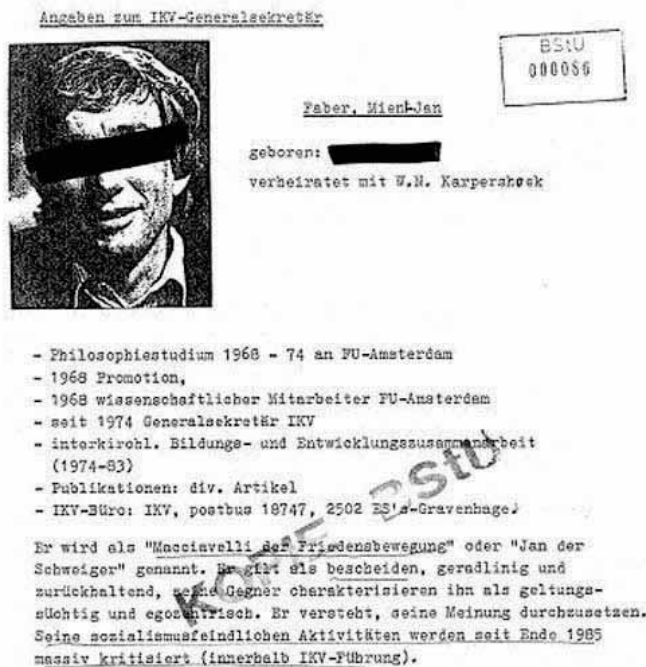 Angaben zum IKV-Generalsekretär
BStU
000086
Faber, Mient-Jan
geboren:
verheiratet mit W.N. Karpershoek
- Philosophiestudium 1968 - 74 an FU-Amsterdam
- 1968 Promotion,
- 1968 wissenschaftlicher Mitarbeiter FU-Amsterdam
- seit 1974 Generalsekretär IKV
- interkirchl. Bildungs- und Entwicklungszusammenarbeit
(1974-83)
- Publikationen: div. Artikel
- IKV-Büro: IKV, postbus 18747, 2502 ES's-Gravenhage.
KOPIE BStU
Er wird als "Macciavelli der Friedensbewegung" oder "Jan der
Schweiger" genannt. Er gilt als bescheiden, geradlinig und
zurückhaltend, seine Gegner charakterisieren ihn als geltungs-
süchtig und egozentrisch. Er versteht, seine Meinung durchzusetzen.
Seine sozialismusfeindlichen Aktivitäten werden seit Ende 1985
massiv kritisiert (innerhalb IKV-Führung).